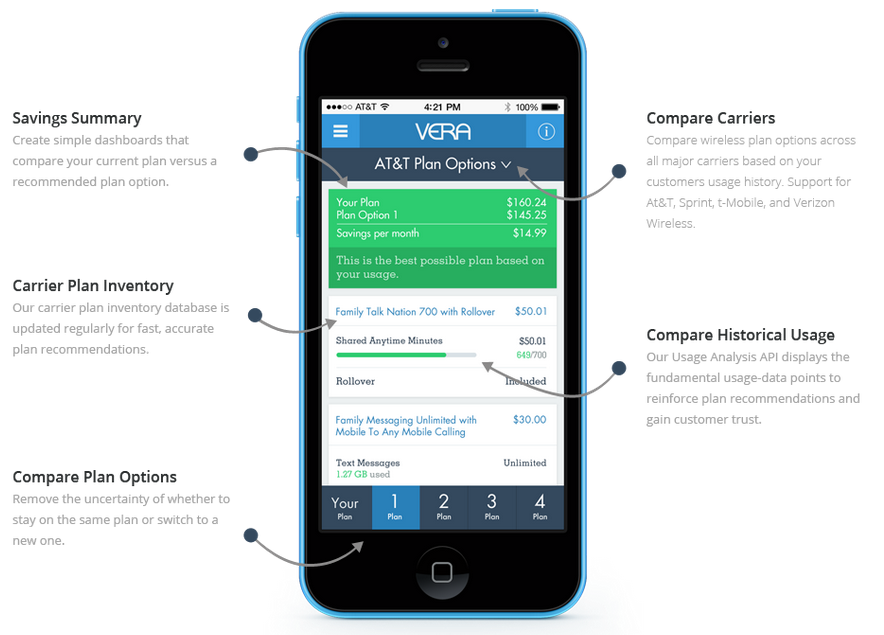 Savings Summary
Create simple dashboards that
compare your current plan versus a
recommended plan option.
Carrier Plan Inventory
Our carrier plan inventory database is
updated regularly for fast, accurate
plan recommendations.
Compare Plan Options
Remove the uncertainty of whether to
stay on the same plan or switch to a
new one.
AT&T 4:21 PM 100%
VERA
AT&T Plan Options
Your Plan $160.24
Plan Option 1 $145.25
Savings per month $14.99
This is the best possible plan based on
your usage.
Family Talk Nation 700 with Rollover $50.01
Shared Anytime Minutes $50.01
649/700
Rollover Included
Family Messaging Unlimited with $30.00
Mobile To Any Mobile Calling
Text Messages Unlimited
1.27 GB used
Your 1 2 3 4
Plan Plan Plan Plan Plan
Compare Carriers
Compare wireless plan options across
all major carriers based on your
customers usage history. Support for
At&T, Sprint, t-Mobile, and Verizon
Wireless.
Compare Historical Usage
Our Usage Analysis API displays the
fundamental usage-data points to
reinforce plan recommendations and
gain customer trust.